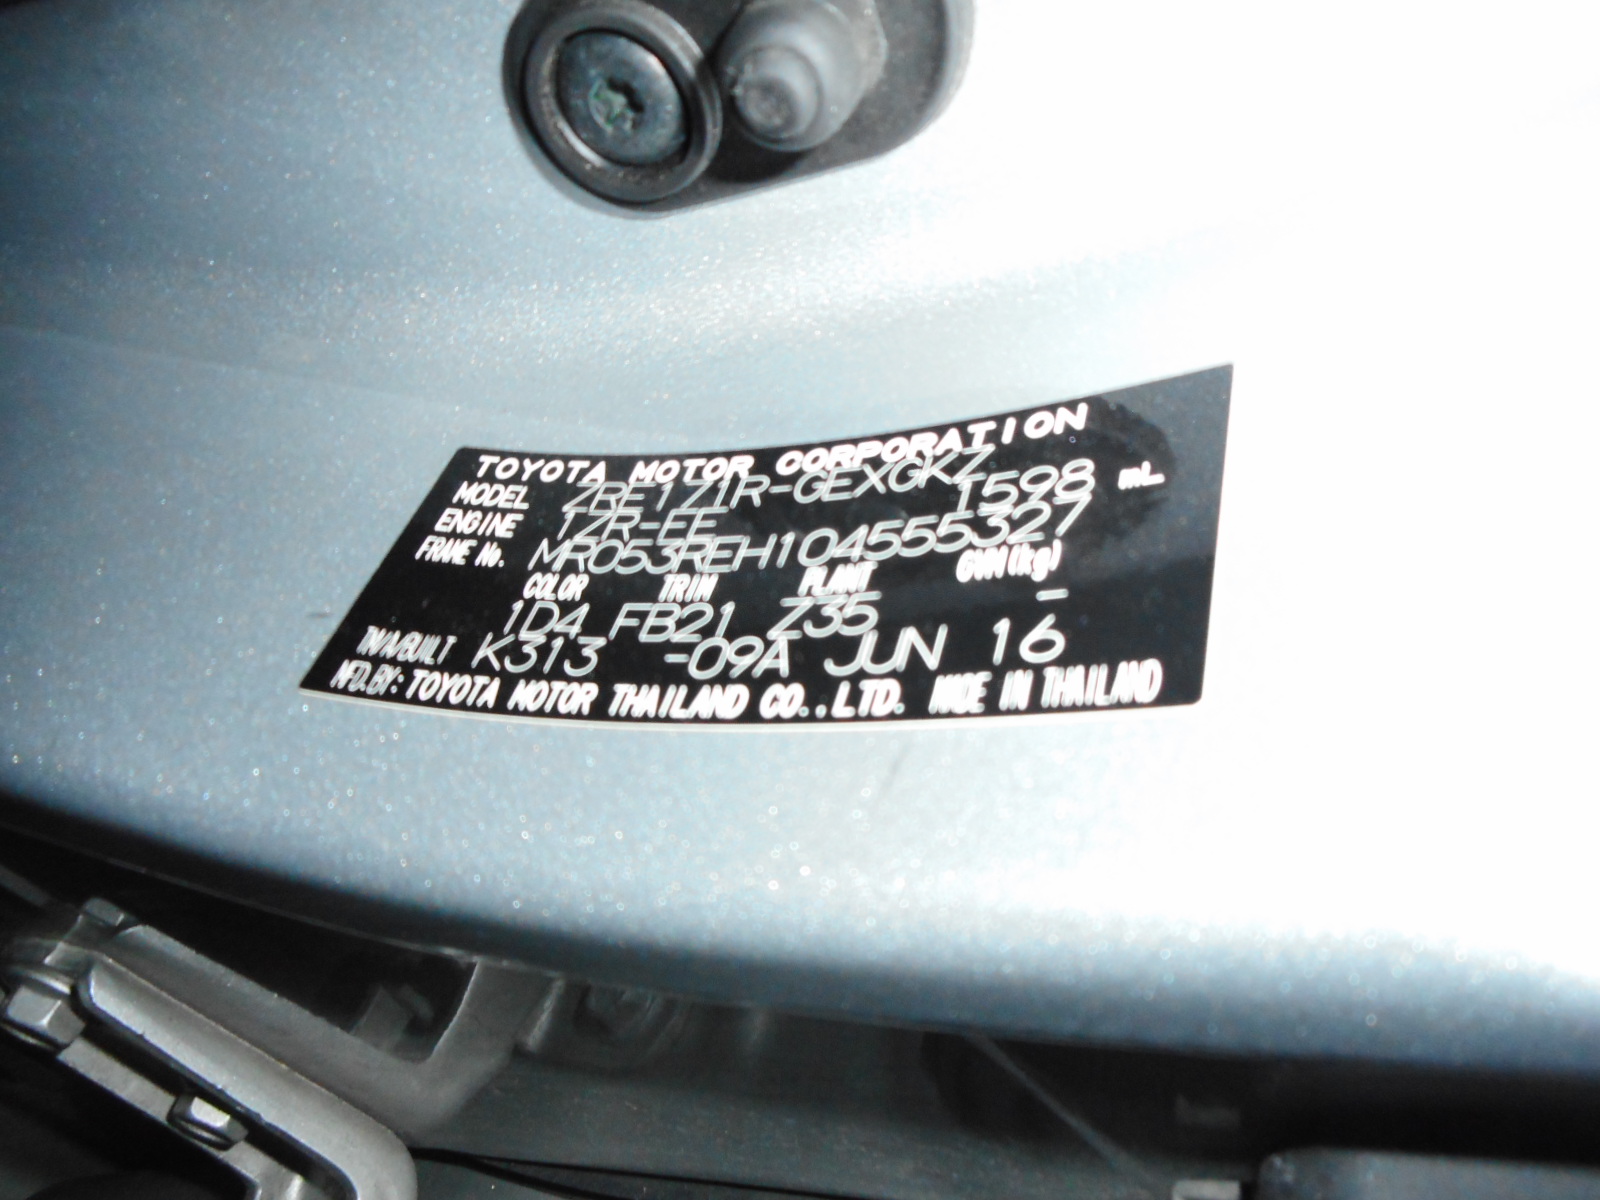 TOYOTA MOTOR CORPORATION
MODEL ZRE171R-GEXGKZ
ENGINE 1ZR-FE 1598 mL
FRAME No. MR053REH104555327
COLOR TRIM PLANT GVM(kg)
1D4 FB21 Z35 -
TM/A/BUILT K313 -09A JUN 16
MFD.BY: TOYOTA MOTOR THAILAND CO.,LTD. MADE IN THAILAND